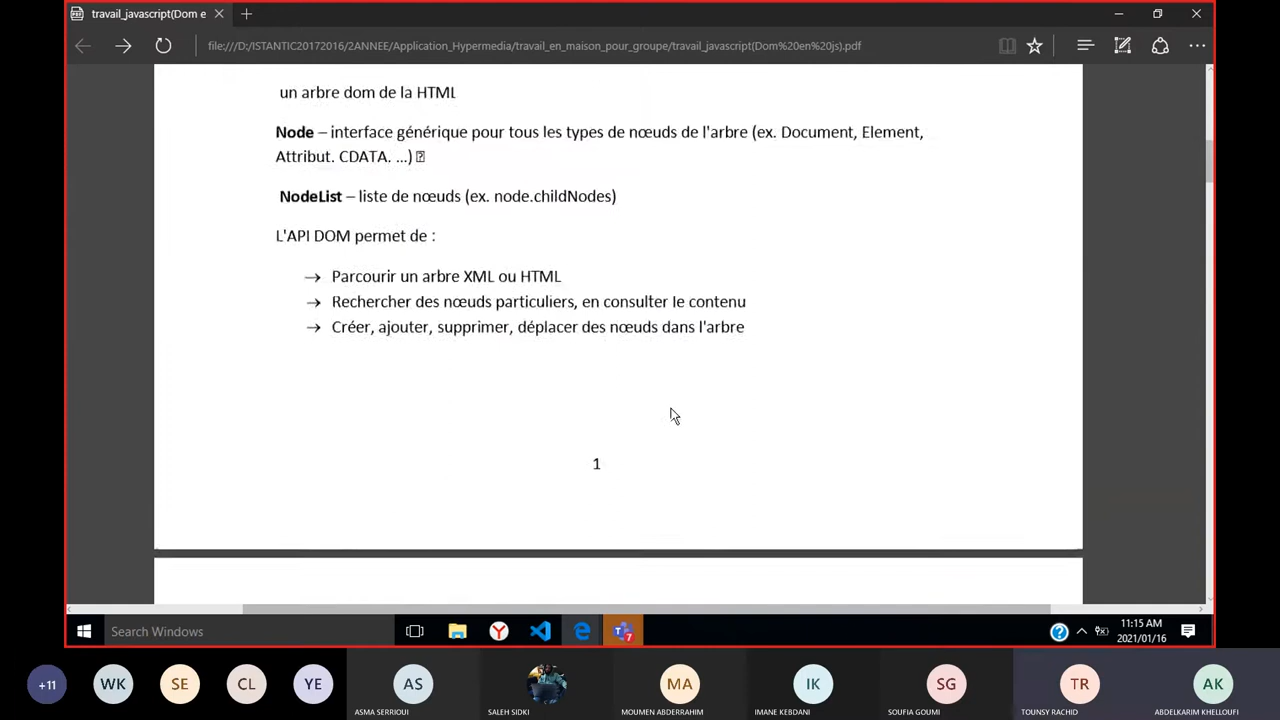 travail_javascript(Dom e
file:///D:/ISTANTIC20172016/2ANNEE/Application_Hypermedia/travail_en_maison_pour_groupe/travail_javascript(Dom%20en%20js).pdf
un arbre dom de la HTML
Node – interface générique pour tous les types de nœuds de l'arbre (ex. Document, Element,
Attribut. CDATA. ...)
NodeList – liste de nœuds (ex. node.childNodes)
L'API DOM permet de :
→ Parcourir un arbre XML ou HTML
→ Rechercher des nœuds particuliers, en consulter le contenu
→ Créer, ajouter, supprimer, déplacer des nœuds dans l'arbre
1
Search Windows
7
11:15 AM
2021/01/16
+11 WK SE CL YE AS MA IK SG TR AK
ASMA SERRIOUI SALEH SIDKI MOUMEN ABDERRAHIM IMANE KEBDANI SOUFIA GOUMI TOUNSY RACHID ABDELKARIM KHELLOUFI